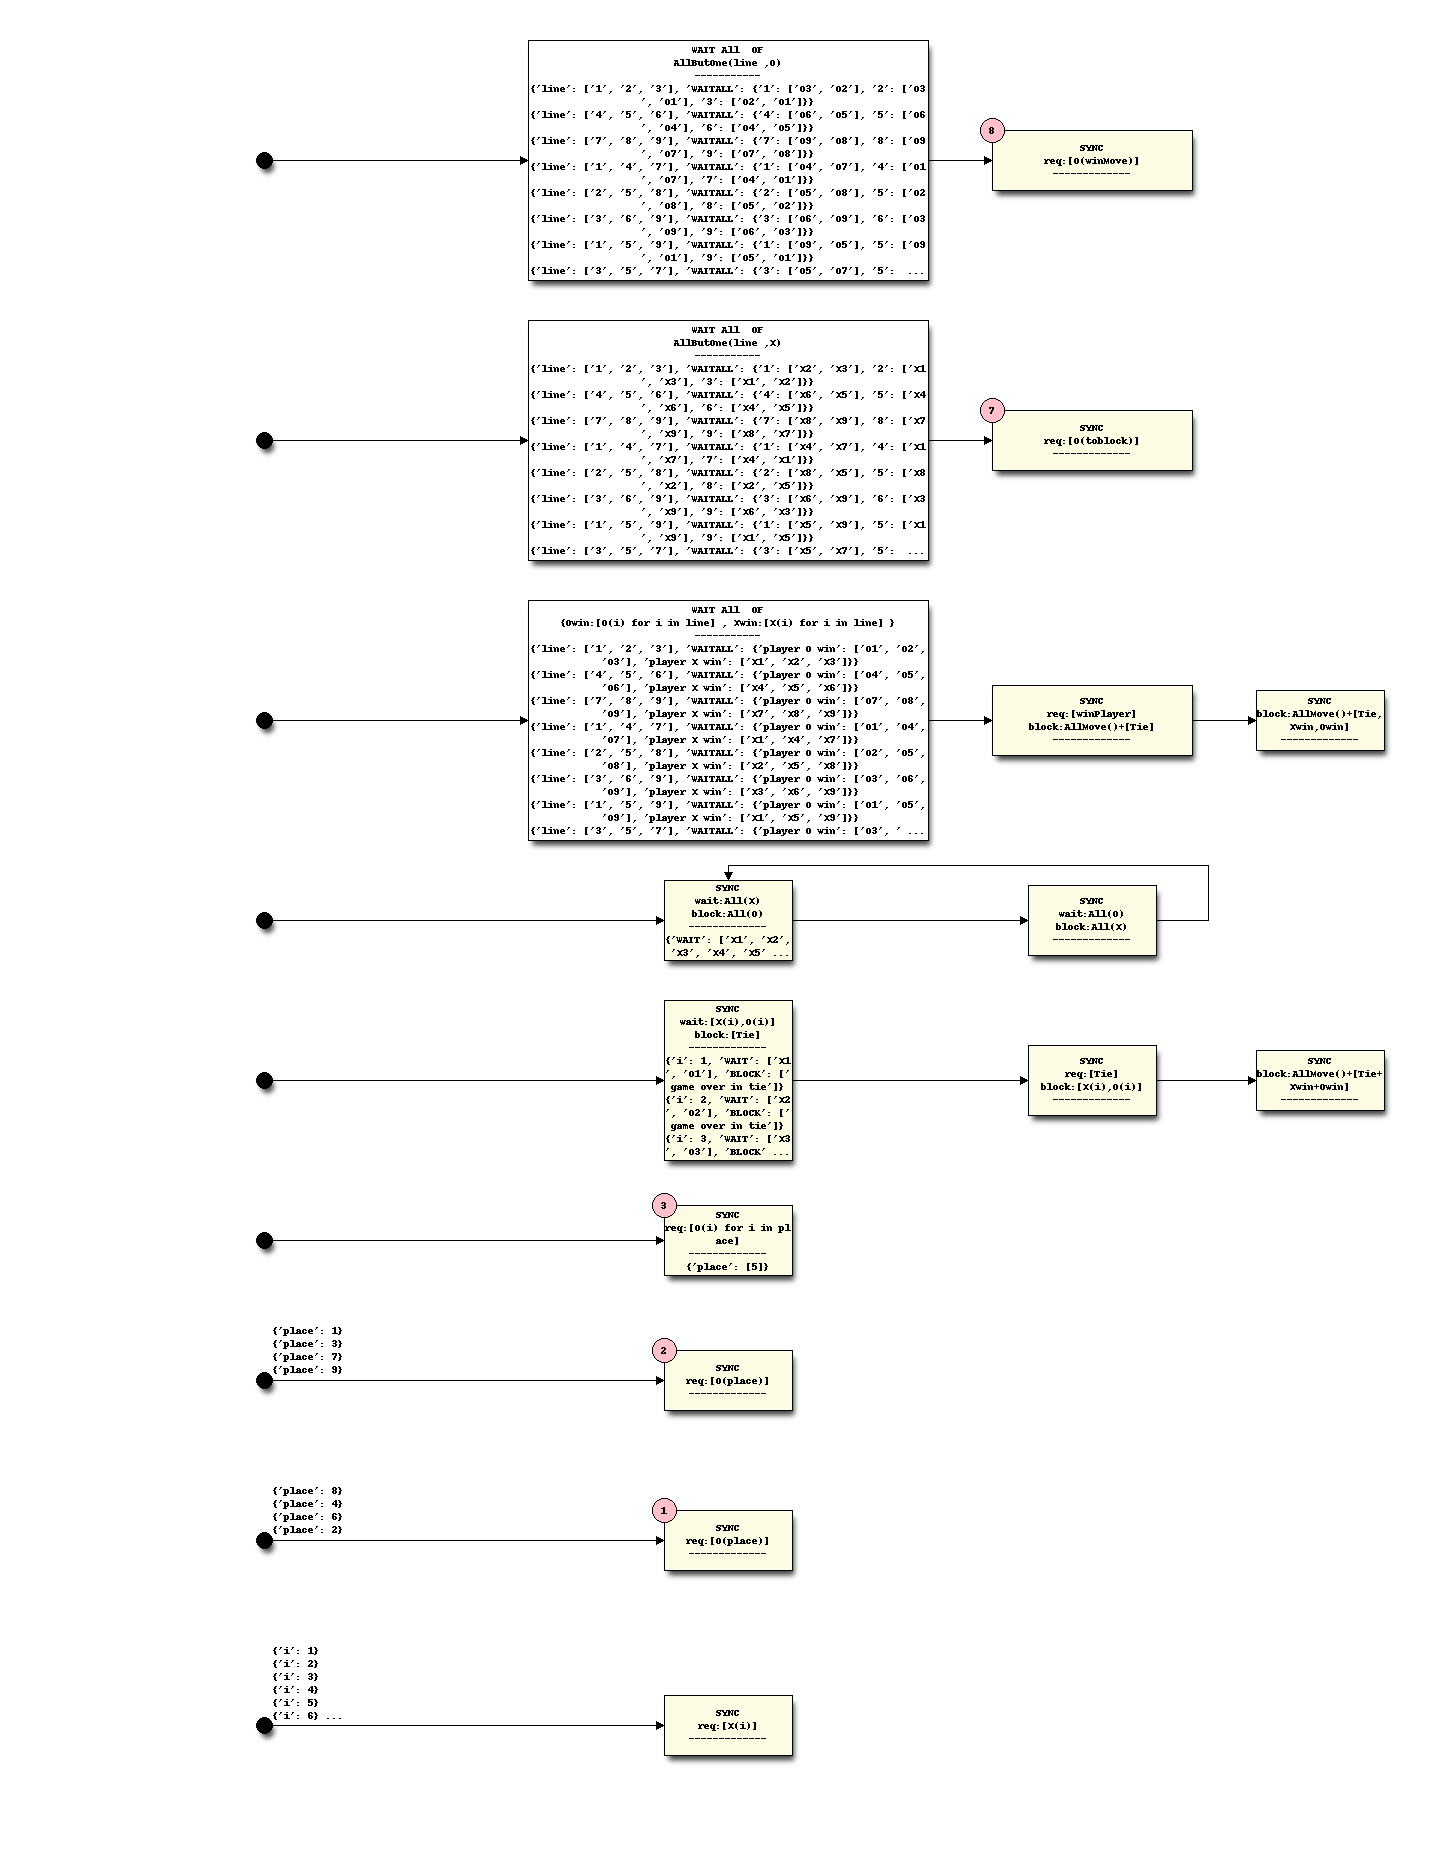 WAIT All  OF
AllButOne(line ,O)
-----------
{'line': ['1', '2', '3'], 'WAITALL': {'1': ['O3', 'O2'], '2': ['O3
', 'O1'], '3': ['O2', 'O1']}}
{'line': ['4', '5', '6'], 'WAITALL': {'4': ['O6', 'O5'], '5': ['O6
', 'O4'], '6': ['O4', 'O5']}}
{'line': ['7', '8', '9'], 'WAITALL': {'7': ['O9', 'O8'], '8': ['O9
', 'O7'], '9': ['O7', 'O8']}}
{'line': ['1', '4', '7'], 'WAITALL': {'1': ['O4', 'O7'], '4': ['O1
', 'O7'], '7': ['O4', 'O1']}}
{'line': ['2', '5', '8'], 'WAITALL': {'2': ['O5', 'O8'], '5': ['O2
', 'O8'], '8': ['O5', 'O2']}}
{'line': ['3', '6', '9'], 'WAITALL': {'3': ['O6', 'O9'], '6': ['O3
', 'O9'], '9': ['O6', 'O3']}}
{'line': ['1', '5', '9'], 'WAITALL': {'1': ['O9', 'O5'], '5': ['O9
', 'O1'], '9': ['O5', 'O1']}}
{'line': ['3', '5', '7'], 'WAITALL': {'3': ['O5', 'O7'], '5':  ...
8
SYNC
req:[O(winMove)]
-------------
WAIT All  OF
AllButOne(line ,X)
-----------
{'line': ['1', '2', '3'], 'WAITALL': {'1': ['X2', 'X3'], '2': ['X1
', 'X3'], '3': ['X1', 'X2']}}
{'line': ['4', '5', '6'], 'WAITALL': {'4': ['X6', 'X5'], '5': ['X4
', 'X6'], '6': ['X4', 'X5']}}
{'line': ['7', '8', '9'], 'WAITALL': {'7': ['X8', 'X9'], '8': ['X7
', 'X9'], '9': ['X8', 'X7']}}
{'line': ['1', '4', '7'], 'WAITALL': {'1': ['X4', 'X7'], '4': ['X1
', 'X7'], '7': ['X4', 'X1']}}
{'line': ['2', '5', '8'], 'WAITALL': {'2': ['X8', 'X5'], '5': ['X8
', 'X2'], '8': ['X2', 'X5']}}
{'line': ['3', '6', '9'], 'WAITALL': {'3': ['X6', 'X9'], '6': ['X3
', 'X9'], '9': ['X6', 'X3']}}
{'line': ['1', '5', '9'], 'WAITALL': {'1': ['X5', 'X9'], '5': ['X1
', 'X9'], '9': ['X1', 'X5']}}
{'line': ['3', '5', '7'], 'WAITALL': {'3': ['X5', 'X7'], '5':  ...
7
SYNC
req:[O(toblock)]
-------------
WAIT All  OF
{Owin:[O(i) for i in line] , Xwin:[X(i) for i in line] }
-----------
{'line': ['1', '2', '3'], 'WAITALL': {'player O win': ['O1', 'O2',
'O3'], 'player X win': ['X1', 'X2', 'X3']}}
{'line': ['4', '5', '6'], 'WAITALL': {'player O win': ['O4', 'O5',
'O6'], 'player X win': ['X4', 'X5', 'X6']}}
{'line': ['7', '8', '9'], 'WAITALL': {'player O win': ['O7', 'O8',
'O9'], 'player X win': ['X7', 'X8', 'X9']}}
{'line': ['1', '4', '7'], 'WAITALL': {'player O win': ['O1', 'O4',
'O7'], 'player X win': ['X1', 'X4', 'X7']}}
{'line': ['2', '5', '8'], 'WAITALL': {'player O win': ['O2', 'O5',
'O8'], 'player X win': ['X2', 'X5', 'X8']}}
{'line': ['3', '6', '9'], 'WAITALL': {'player O win': ['O3', 'O6',
'O9'], 'player X win': ['X3', 'X6', 'X9']}}
{'line': ['1', '5', '9'], 'WAITALL': {'player O win': ['O1', 'O5',
'O9'], 'player X win': ['X1', 'X5', 'X9']}}
{'line': ['3', '5', '7'], 'WAITALL': {'player O win': ['O3', ' ...
SYNC
req:[winPlayer]
block:AllMove()+[Tie]
-------------
SYNC
block:AllMove()+[Tie,
Xwin,Owin]
-------------
SYNC
wait:All(X)
block:All(O)
-------------
{'WAIT': ['X1', 'X2',
'X3', 'X4', 'X5' ...
SYNC
wait:All(O)
block:All(X)
-------------
SYNC
wait:[X(i),O(i)]
block:[Tie]
-------------
{'i': 1, 'WAIT': ['X1
', 'O1'], 'BLOCK': ['
game over in tie']}
{'i': 2, 'WAIT': ['X2
', 'O2'], 'BLOCK': ['
game over in tie']}
{'i': 3, 'WAIT': ['X3
', 'O3'], 'BLOCK' ...
SYNC
req:[Tie]
block:[X(i),O(i)]
-------------
SYNC
block:AllMove()+[Tie+
Xwin+Owin]
-------------
3
SYNC
req:[O(i) for i in pl
ace]
-------------
{'place': [5]}
{'place': 1}
{'place': 3}
{'place': 7}
{'place': 9}
2
SYNC
req:[O(place)]
-------------
{'place': 8}
{'place': 4}
{'place': 6}
{'place': 2}
1
SYNC
req:[O(place)]
-------------
{'i': 1}
{'i': 2}
{'i': 3}
{'i': 4}
{'i': 5}
{'i': 6} ...
SYNC
req:[X(i)]
-------------